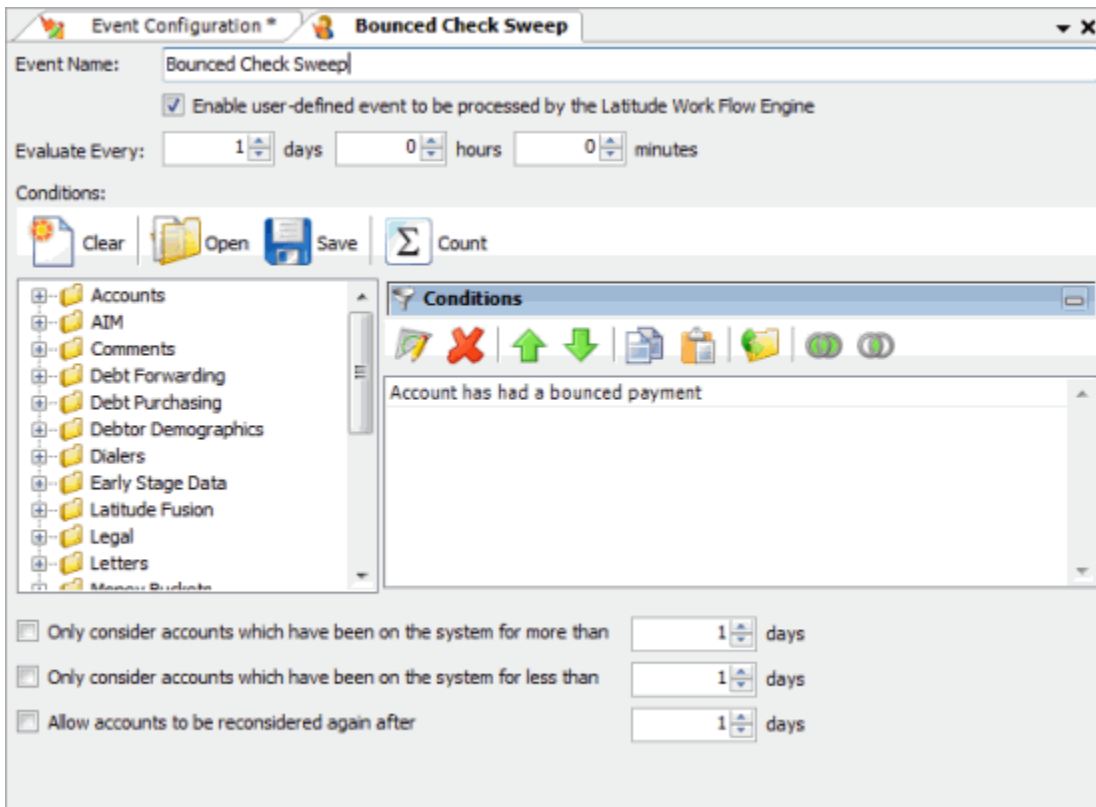 Event Configuration * Bounced Check Sweep
Event Name: Bounced Check Sweep
Enable user-defined event to be processed by the Latitude Work Flow Engine
Evaluate Every: 1 days 0 hours 0 minutes
Conditions:
Clear Open Save Σ Count
Accounts
AIM
Comments
Debt Forwarding
Debt Purchasing
Debtor Demographics
Dialers
Early Stage Data
Latitude Fusion
Legal
Letters
Money Buckets
Conditions
Account has had a bounced payment
Only consider accounts which have been on the system for more than 1 days
Only consider accounts which have been on the system for less than 1 days
Allow accounts to be reconsidered again after 1 days